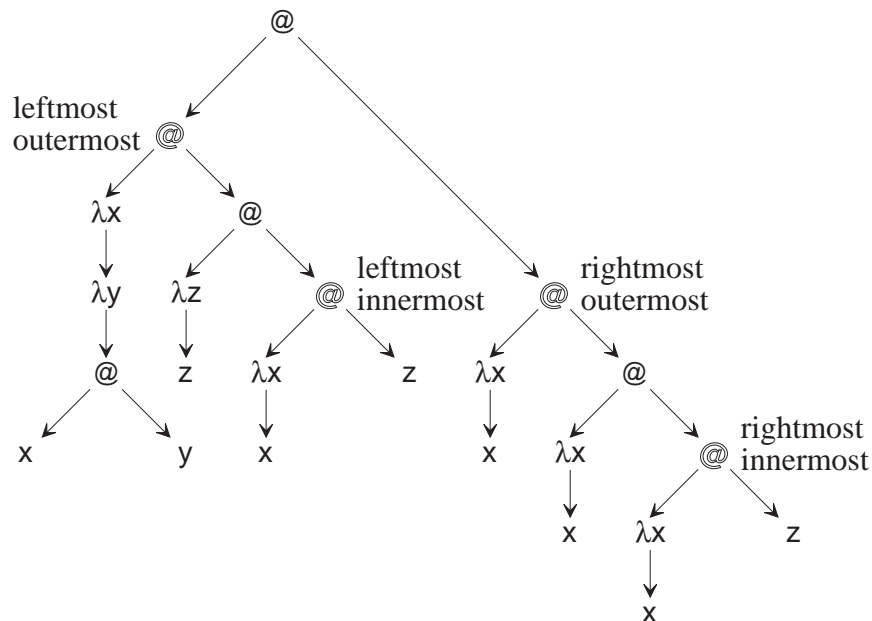 @
leftmost
outermost @
λx @
leftmost rightmost
λy λz @ innermost @ outermost
@ z λx z λx @
x y x x λx @ rightmost
innermost
x λx z
x